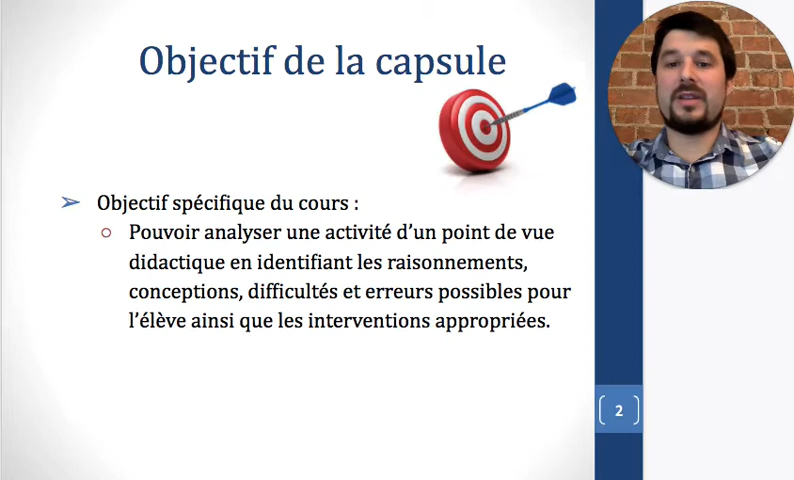 Objectif de la capsule
➢ Objectif spécifique du cours :
○ Pouvoir analyser une activité d’un point de vue
didactique en identifiant les raisonnements,
conceptions, difficultés et erreurs possibles pour
l’élève ainsi que les interventions appropriées.
2